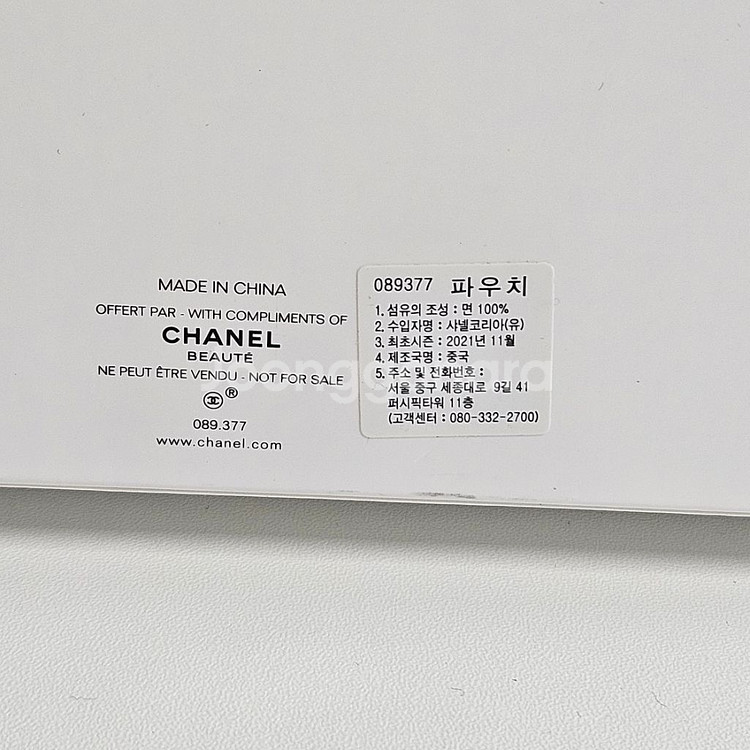 MADE IN CHINA
OFFERT PAR - WITH COMPLIMENTS OF
CHANEL
BEAUTÉ
NE PEUT ÊTRE VENDU - NOT FOR SALE
®
089.377
www.chanel.com
089377 파우치
1. 섬유의 조성 : 면 100%
2. 수입자명 : 샤넬코리아(유)
3. 최초시즌 : 2021년 11월
4. 제조국명 : 중국
5. 주소 및 전화번호 :
서울 중구 세종대로 9길 41
퍼시픽타워 11층
(고객센터 : 080-332-2700)